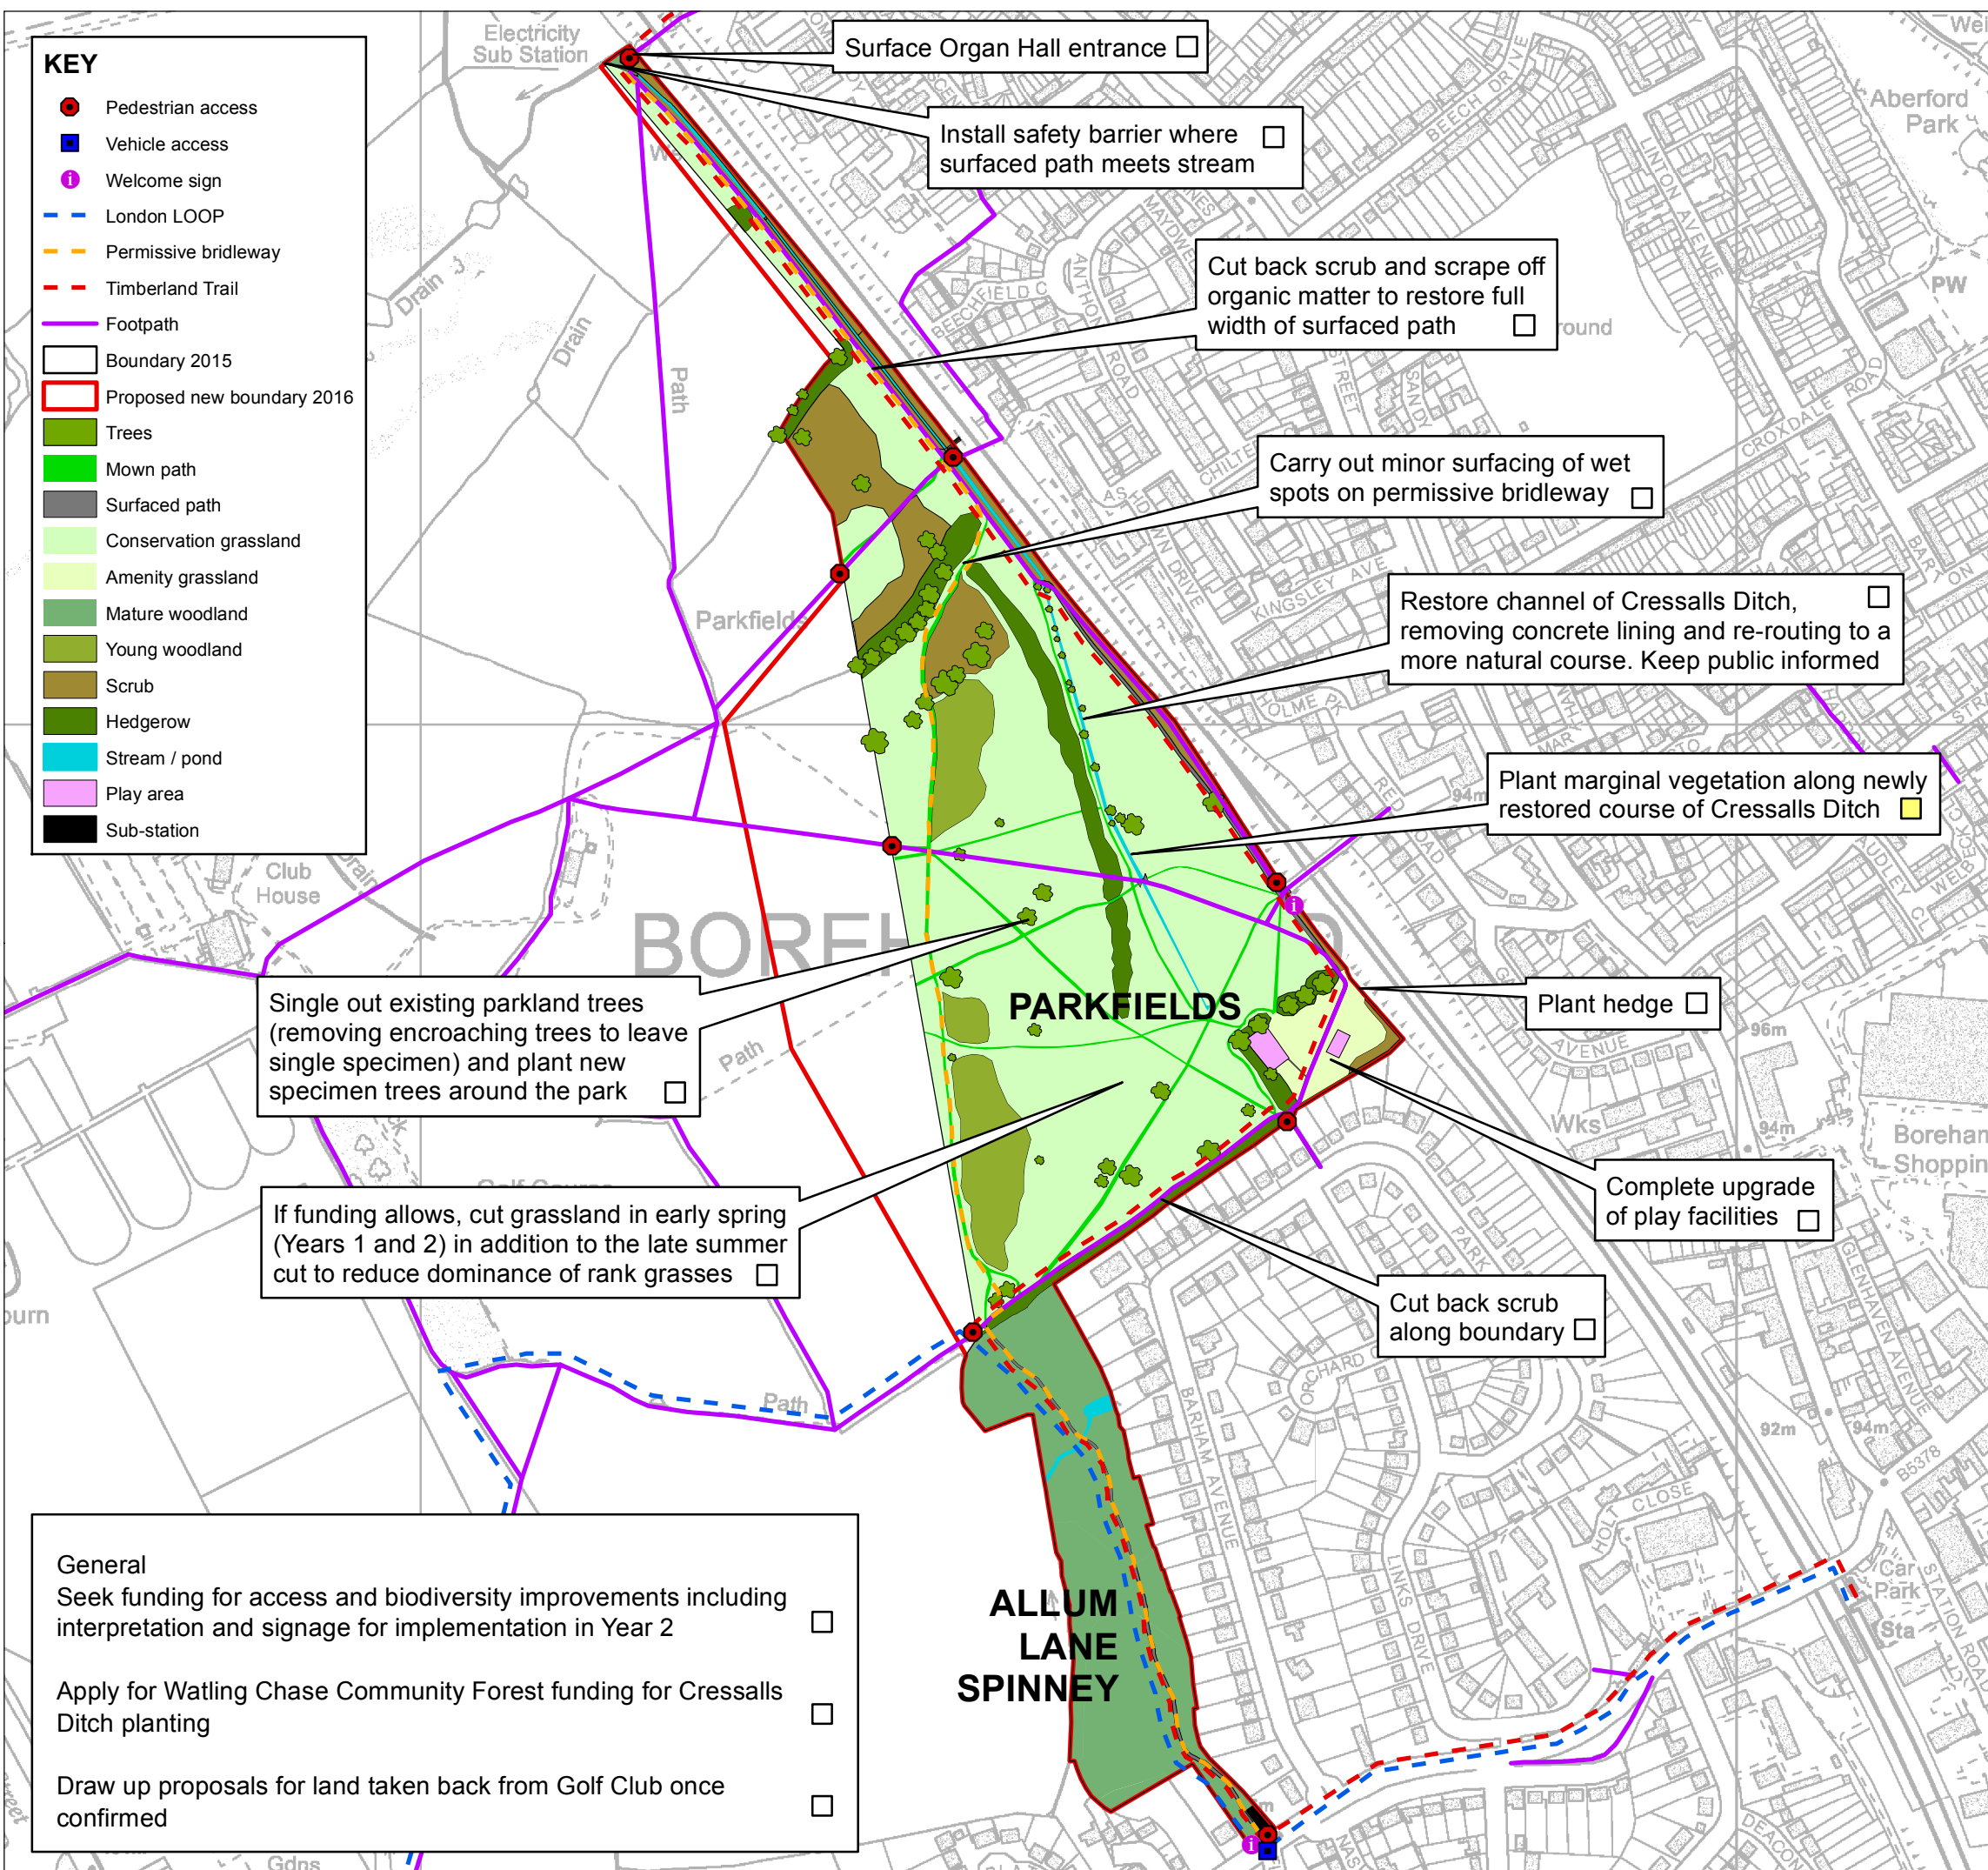 KEY
Pedestrian access
Vehicle access
Welcome sign
London LOOP
Permissive bridleway
Timberland Trail
Footpath
Boundary 2015
Proposed new boundary 2016
Trees
Mown path
Surfaced path
Conservation grassland
Amenity grassland
Mature woodland
Young woodland
Scrub
Hedgerow
Stream / pond
Play area
Sub-station
Electricity
Sub Station
Surface Organ Hall entrance
Install safety barrier where
surfaced path meets stream
Cut back scrub and scrape off
organic matter to restore full
width of surfaced path
Carry out minor surfacing of wet
spots on permissive bridleway
Restore channel of Cressalls Ditch,
removing concrete lining and re-routing to a
more natural course. Keep public informed
Plant marginal vegetation along newly
restored course of Cressalls Ditch
Plant hedge
Complete upgrade
of play facilities
Cut back scrub
along boundary
Single out existing parkland trees
(removing encroaching trees to leave
single specimen) and plant new
specimen trees around the park
If funding allows, cut grassland in early spring
(Years 1 and 2) in addition to the late summer
cut to reduce dominance of rank grasses
PARKFIELDS
ALLUM
LANE
SPINNEY
General
Seek funding for access and biodiversity improvements including
interpretation and signage for implementation in Year 2
Apply for Watling Chase Community Forest funding for Cressalls
Ditch planting
Draw up proposals for land taken back from Golf Club once
confirmed
Aberford
Park
BEECH DRIVE
LINTON AVENUE
PW
CROXDALE ROAD
BEECHFIELD C
ANTHONY
ROAD
STREET
SANDY
KINGSLEY AVE
HOLME PK
Drain
Drain
Path
Parkfields
Club
House
Drain
Path
Path
Wks
AVENUE
96m
94m
94m
94m
92m
PARK
ORCHARD
BARHAM AVENUE
LINKS DRIVE
HOLT CLOSE
GLENHAVEN AVENUE
B5378
Car
Park
Sta
STATION ROA
DEACON
Gdns